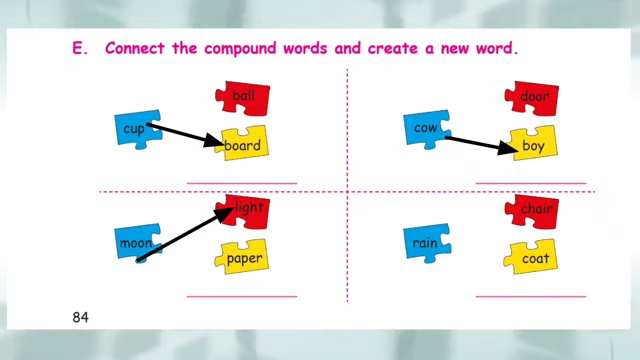 E. Connect the compound words and create a new word.
ball
cup
board
door
cow
boy
light
moon
paper
chair
rain
coat
84